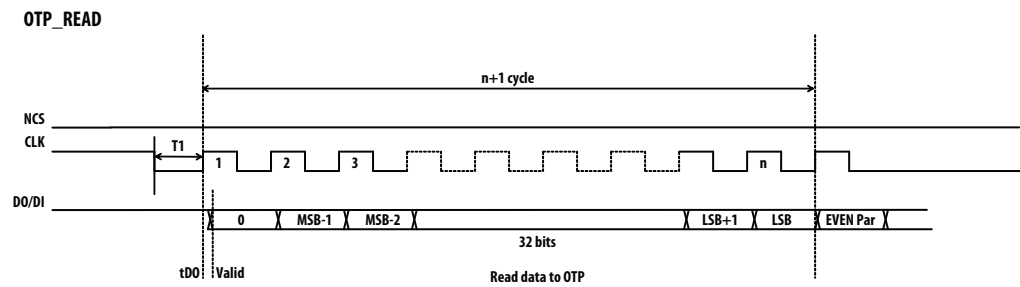 OTP_READ
n+1 cycle
NCS
CLK
T1
1 2 3 n
DO/DI
0 MSB-1 MSB-2 LSB+1 LSB EVEN Par
32 bits
tDO Valid
Read data to OTP